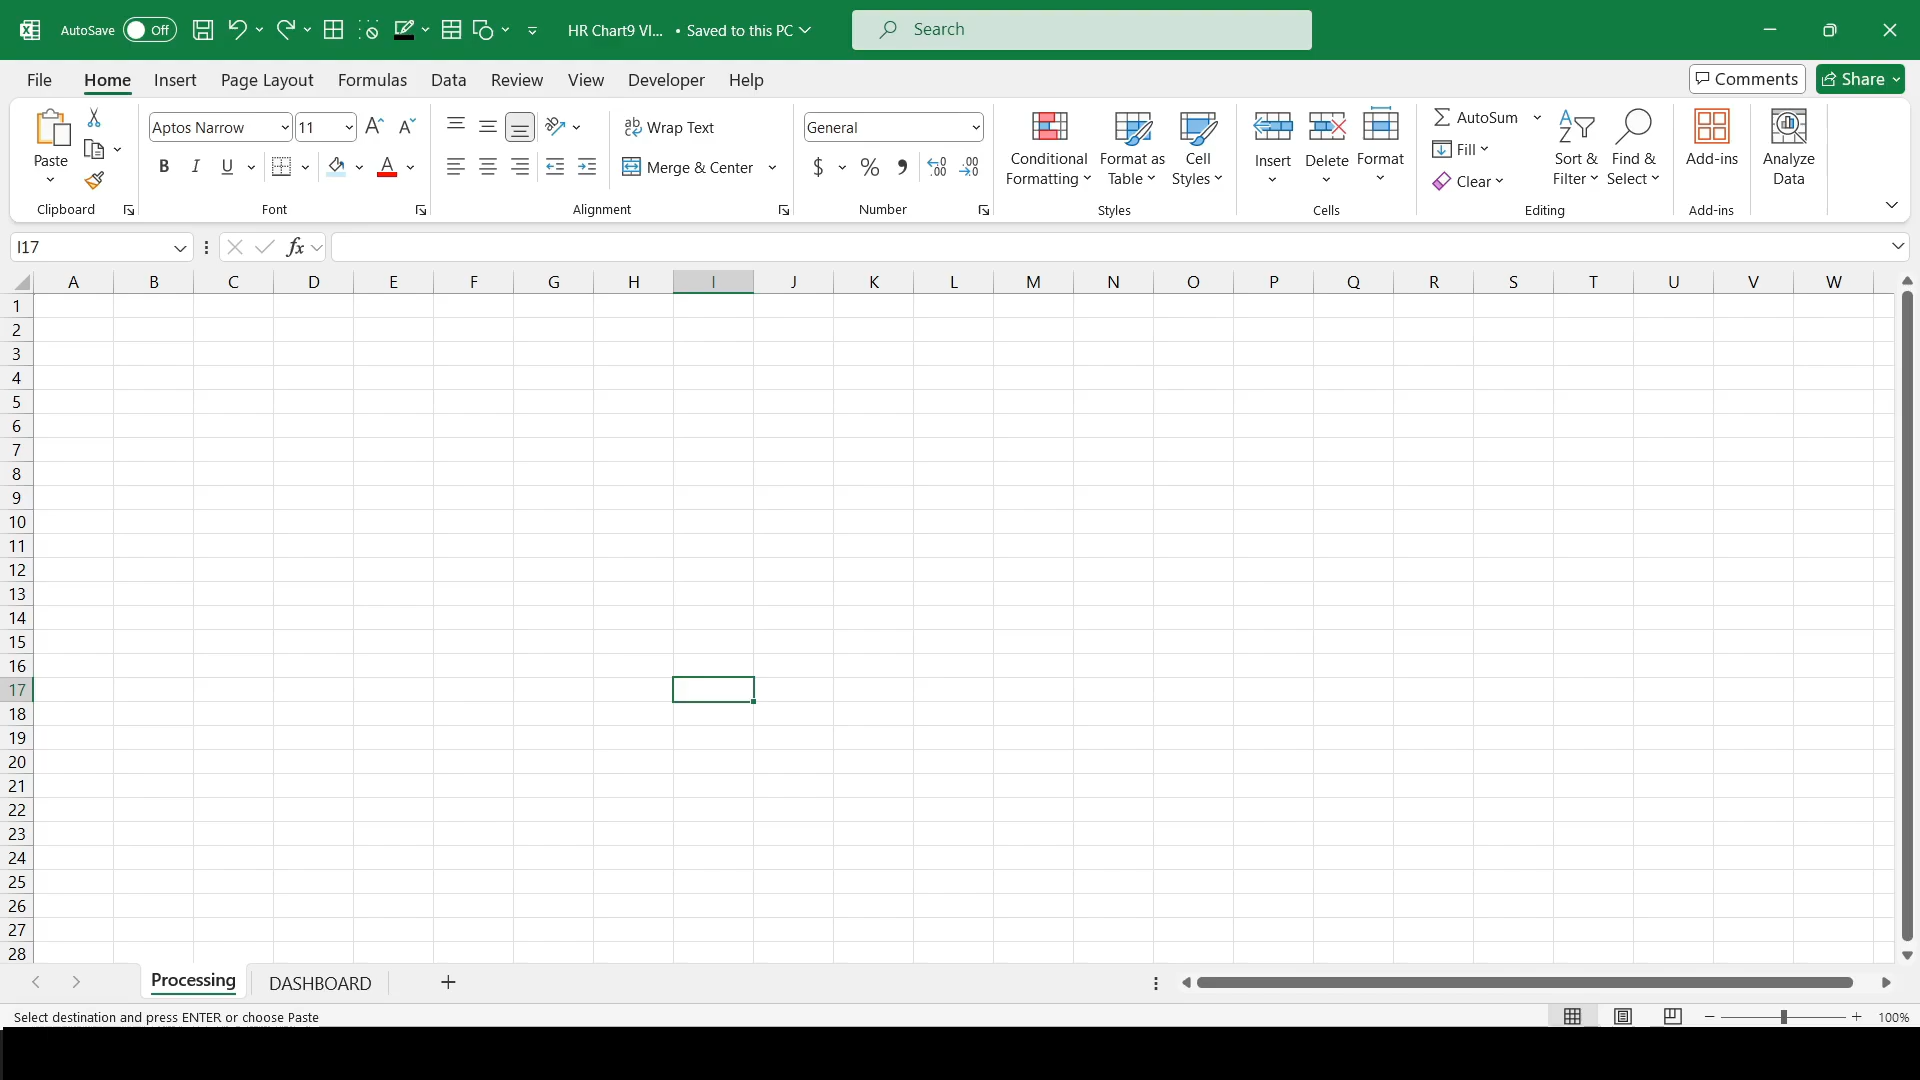 AutoSave Off HR Chart9 VI... • Saved to this PC Search
File Home Insert Page Layout Formulas Data Review View Developer Help Comments Share
Paste
Aptos Narrow 11
B I U A
Wrap Text
Merge & Center
General
$ %
Conditional Formatting
Format as Table
Cell Styles
Insert Delete Format
AutoSum
Fill
Clear
Sort & Filter
Find & Select
Add-ins
Analyze Data
Clipboard Font Alignment Number Styles Cells Editing Add-ins
I17 fx
A B C D E F G H I J K L M N O P Q R S T U V W
1
2
3
4
5
6
7
8
9
10
11
12
13
14
15
16
17
18
19
20
21
22
23
24
25
26
27
28
Processing DASHBOARD
Select destination and press ENTER or choose Paste 100%